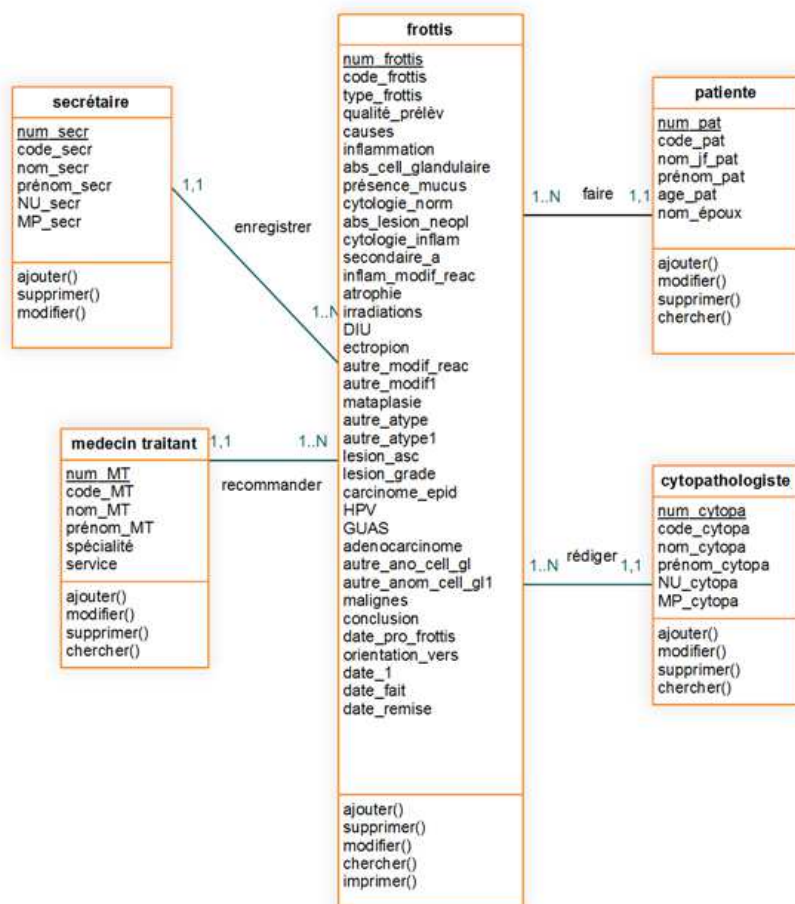 frottis
num_frottis
code_frottis
type_frottis
qualité_prélèv
causes
inflammation
abs_cell_glandulaire
présence_mucus
cytologie_norm
abs_lesion_neopl
cytologie_inflam
secondaire_a
inflam_modif_reac
atrophie
irradiations
DIU
ectropion
autre_modif_reac
autre_modif1
mataplasie
autre_atype
autre_atype1
lesion_asc
lesion_grade
carcinome_epid
HPV
GUAS
adenocarcinome
autre_ano_cell_gl
autre_anom_cell_gl1
malignes
conclusion
date_pro_frottis
orientation_vers
date_1
date_fait
date_remise
ajouter()
supprimer()
modifier()
chercher()
imprimer()
secrétaire
num_secr
code_secr
nom_secr
prénom_secr
NU_secr
MP_secr
ajouter()
supprimer()
modifier()
1,1
enregistrer
1..N
patiente
num_pat
code_pat
nom_jf_pat
prénom_pat
age_pat
nom_époux
ajouter()
modifier()
supprimer()
chercher()
1..N faire 1,1
medecin traitant
num_MT
code_MT
nom_MT
prénom_MT
spécialité
service
ajouter()
modifier()
supprimer()
chercher()
1,1 1..N
recommander
cytopathologiste
num_cytopa
code_cytopa
nom_cytopa
prénom_cytopa
NU_cytopa
MP_cytopa
ajouter()
modifier()
supprimer()
chercher()
1..N rédiger 1,1